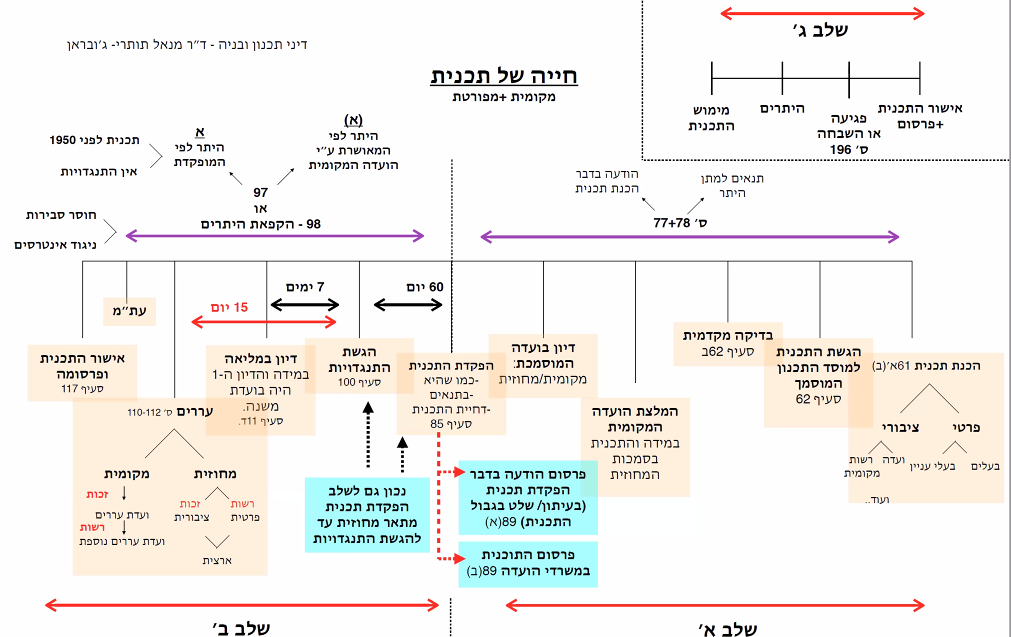 דיני תכנון ובניה - ד״ר מנאל תותרי- ג׳ובראן
חייה של תכנית
מקומית +מפורטת
שלב ג׳
אישור התכנית
+פרסום
פגיעה
או השבחה
ס׳ 196
היתרים
מימוש
התכנית
תנאים למתן
היתר
הודעה בדבר
הכנת תכנית
ס׳ 77+78
(א)
היתר לפי
המאושרת ע״י
הועדה המקומית
א
היתר לפי
המופקדת
תכנית לפני 1950
אין התנגדויות
97
או
98 - הקפאת היתרים
חוסר סבירות
ניגוד אינטרסים
60 יום
7 ימים
15 יום
הכנת תכנית 61א׳(ב)
פרטי
ציבורי
בעלים
בעלי עניין
ועדה
רשות
מקומית
ועוד..
הגשת התכנית
למוסד התכנון
המוסמך
סעיף 62
בדיקה מקדמית
סעיף 62ב
המלצת הועדה
המקומית
במידה והתכנית
בסמכות
המחוזית
דיון בועדה
המוסמכת:
מקומית/מחוזית
הפקדת התכנית
-כמו שהיא
-בתנאים
-דחיית התכנית
סעיף 85
הגשת
התנגדויות
סעיף 100
דיון במליאה
במידה והדיון ה-1
היה בועדת
משנה.
סעיף 11ד.
עררים ס׳ 110-112
מחוזית
רשות
פרטית
זכות
ציבורית
ארצית
מקומית
זכות
ועדת עררים
רשות
ועדת עררים נוספת
עת״מ
אישור התכנית
ופרסומה
סעיף 117
פרסום הודעה בדבר
הפקדת תכנית
(בעיתון/ שלט בגבול
התכנית) 89(א)
פרסום התוכנית
במשרדי הועדה 89(ב)
נכון גם לשלב
הפקדת תכנית
מתאר מחוזית עד
להגשת התנגדויות
שלב א׳
שלב ב׳